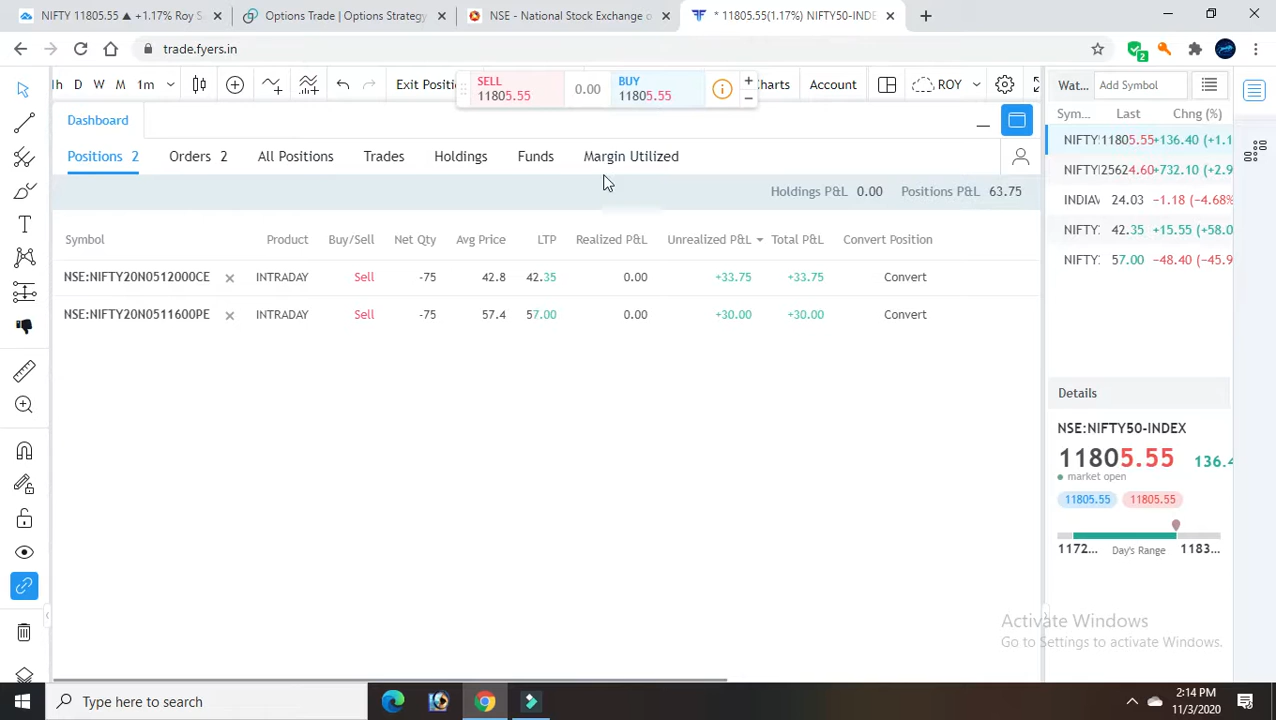 NIFTY 11805.55 ▲ +1.17% Roy S
Options Trade | Options Strategy
NSE - National Stock Exchange o
* 11805.55(1.17%) NIFTY50-INDE
trade.fyers.in
2
h D W M 1m
Exit Positi
SELL
11805.55
0.00
BUY
11805.55
harts
Account
ROY
Wat...
Add Symbol
Dashboard
Positions 2
Orders 2
All Positions
Trades
Holdings
Funds
Margin Utilized
Holdings P&L 0.00 Positions P&L 63.75
Symbol Product Buy/Sell Net Qty Avg Price LTP Realized P&L Unrealized P&L Total P&L Convert Position
NSE:NIFTY20N0512000CE INTRADAY Sell -75 42.8 42.35 0.00 +33.75 +33.75 Convert
NSE:NIFTY20N0511600PE INTRADAY Sell -75 57.4 57.00 0.00 +30.00 +30.00 Convert
Sym... Last Chng (%)
NIFTY 11805.55 +136.40 (+1.1
NIFTY 25624.60 +732.10 (+2.9
INDIA 24.03 −1.18 (−4.68%
NIFTY 42.35 +15.55 (+58.0
NIFTY 57.00 −48.40 (−45.9
Details
NSE:NIFTY50-INDEX
11805.55 136.4
market open
11805.55 11805.55
1172... Day's Range 1183...
Activate Windows
Go to Settings to activate Windows.
Type here to search
2:14 PM
11/3/2020